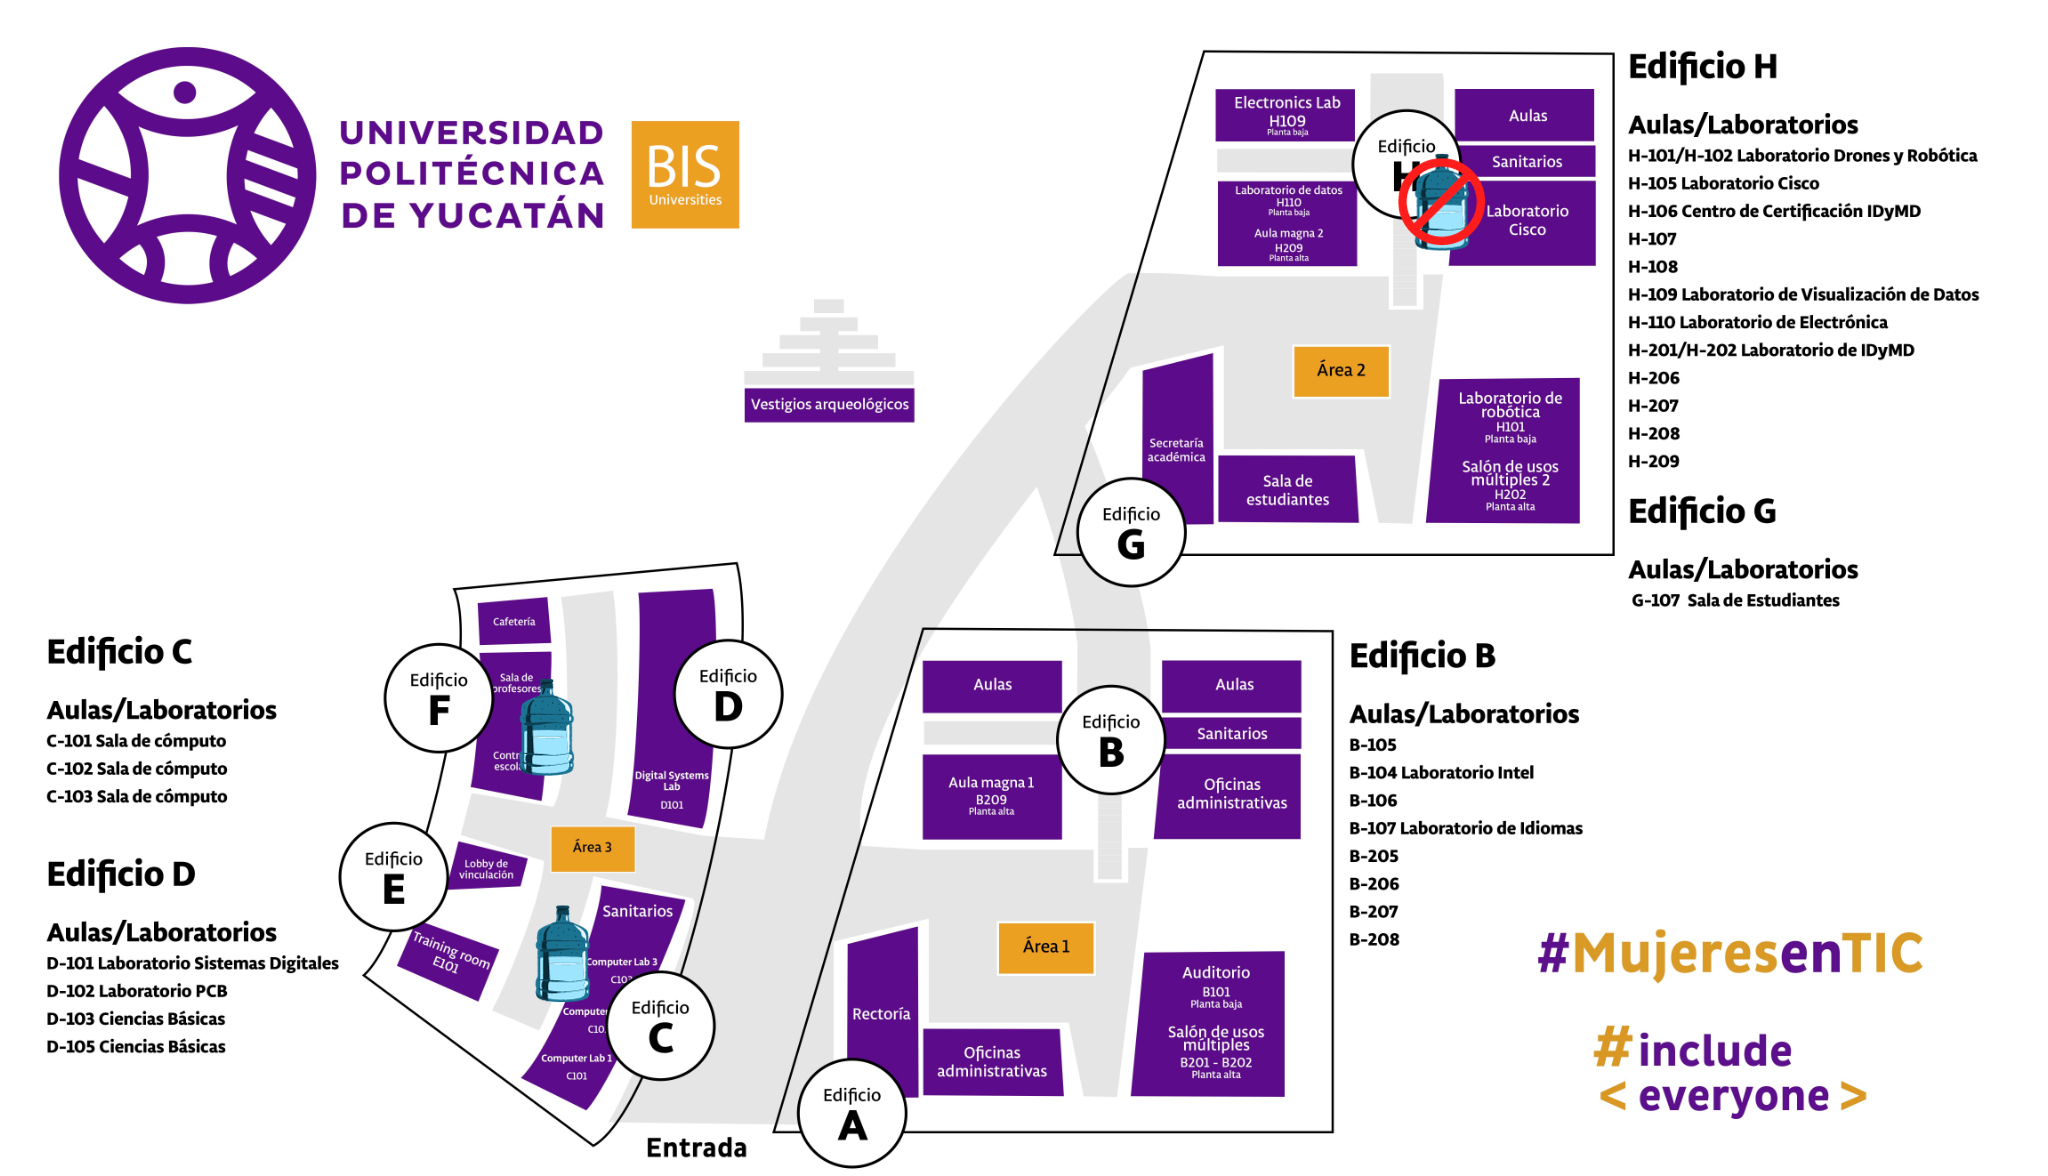 UNIVERSIDAD
POLITÉCNICA
DE YUCATÁN
BIS
Universities
Vestigios arqueológicos
Electronics Lab
H109
Planta baja
Laboratorio de datos
H110
Planta baja
Aula magna 2
H209
Planta alta
Edificio
H
Aulas
Sanitarios
Laboratorio
Cisco
Área 2
Secretaría
académica
Sala de
estudiantes
Laboratorio de
robótica
H101
Planta baja
Salón de usos
múltiples 2
H202
Planta alta
Edificio
G
Edificio H
Aulas/Laboratorios
H-101/H-102 Laboratorio Drones y Robótica
H-105 Laboratorio Cisco
H-106 Centro de Certificación IDyMD
H-107
H-108
H-109 Laboratorio de Visualización de Datos
H-110 Laboratorio de Electrónica
H-201/H-202 Laboratorio de IDyMD
H-206
H-207
H-208
H-209
Edificio G
Aulas/Laboratorios
G-107 Sala de Estudiantes
Edificio C
Aulas/Laboratorios
C-101 Sala de cómputo
C-102 Sala de cómputo
C-103 Sala de cómputo
Edificio D
Aulas/Laboratorios
D-101 Laboratorio Sistemas Digitales
D-102 Laboratorio PCB
D-103 Ciencias Básicas
D-105 Ciencias Básicas
Cafetería
Sala de
profesores
Edificio
F
Edificio
D
Digital Systems
Lab
D101
Área 3
Edificio
E
Lobby de
vinculación
Training room
E101
Sanitarios
Computer Lab 3
Computer
Computer Lab 1
C101
Edificio
C
Entrada
Aulas
Aula magna 1
B209
Planta alta
Edificio
B
Aulas
Sanitarios
Oficinas
administrativas
Área 1
Rectoría
Oficinas
administrativas
Auditorio
B101
Planta baja
Salón de usos
múltiples
B201 - B202
Planta alta
Edificio
A
Edificio B
Aulas/Laboratorios
B-105
B-104 Laboratorio Intel
B-106
B-107 Laboratorio de Idiomas
B-205
B-206
B-207
B-208
#MujeresenTIC
#include
< everyone >